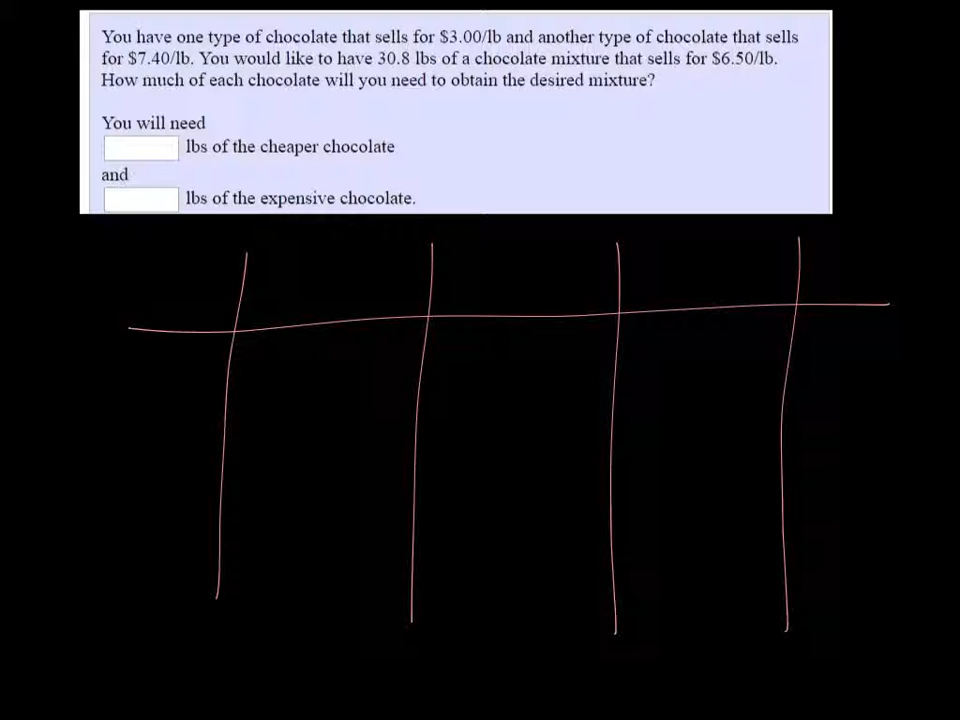 You have one type of chocolate that sells for $3.00/lb and another type of chocolate that sells
for $7.40/lb. You would like to have 30.8 lbs of a chocolate mixture that sells for $6.50/lb.
How much of each chocolate will you need to obtain the desired mixture?
You will need
lbs of the cheaper chocolate
and
lbs of the expensive chocolate.